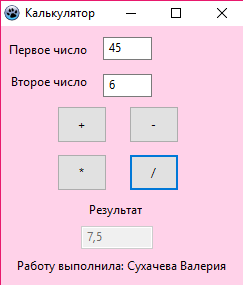 Калькулятор
Первое число 45
Второе число 6
+ -
* /
Результат
7,5
Работу выполнила: Сухачева Валерия